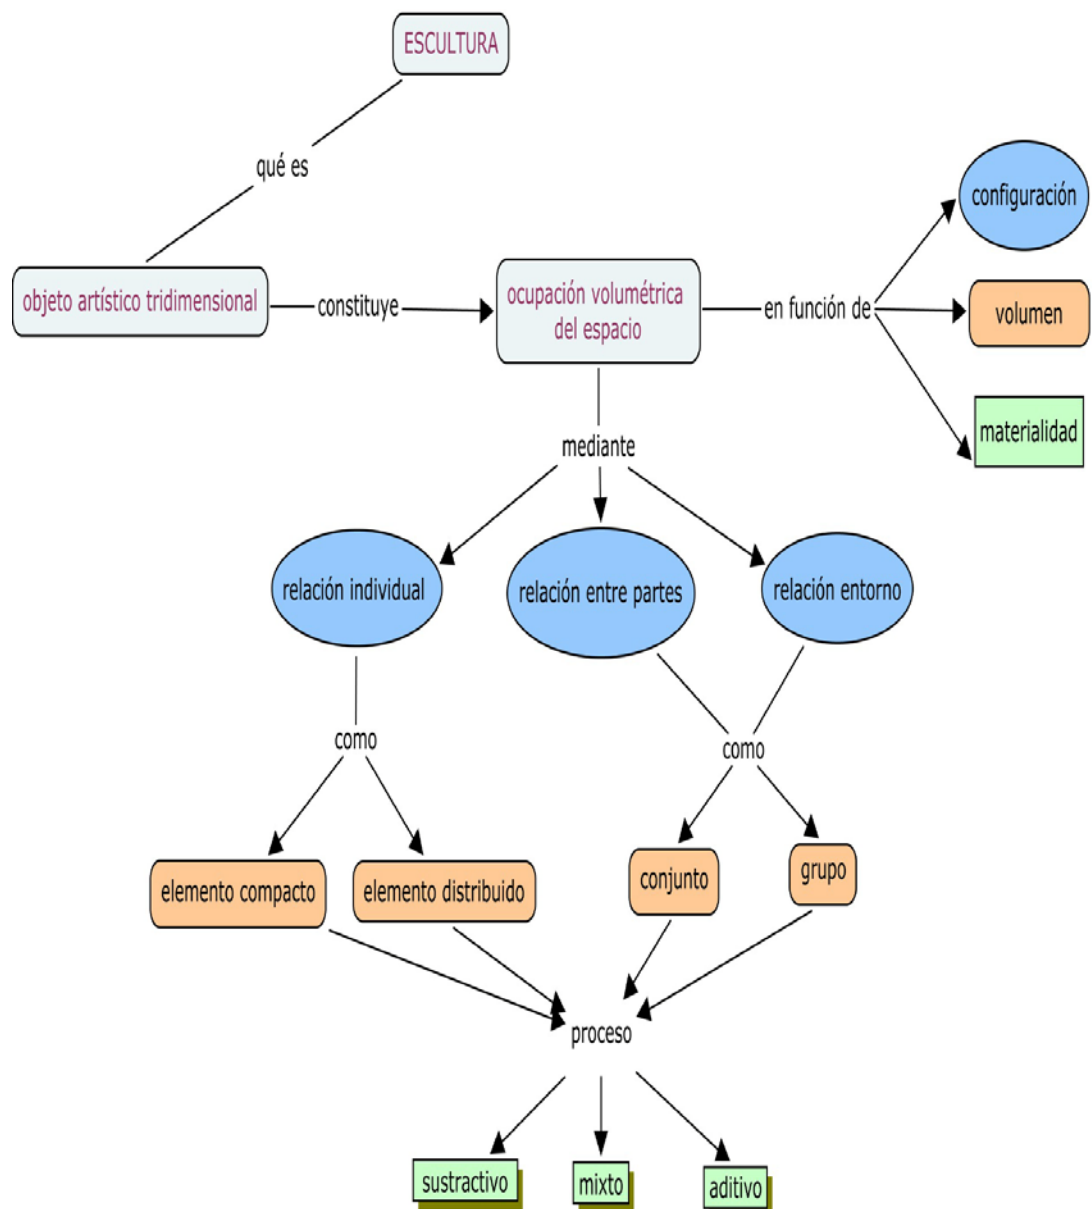 ESCULTURA
qué es
configuración
objeto artístico tridimensional
constituye
ocupación volumétrica
del espacio
en función de
volumen
materialidad
mediante
relación individual
relación entre partes
relación entorno
como
como
elemento compacto
elemento distribuido
conjunto
grupo
proceso
sustractivo
mixto
aditivo